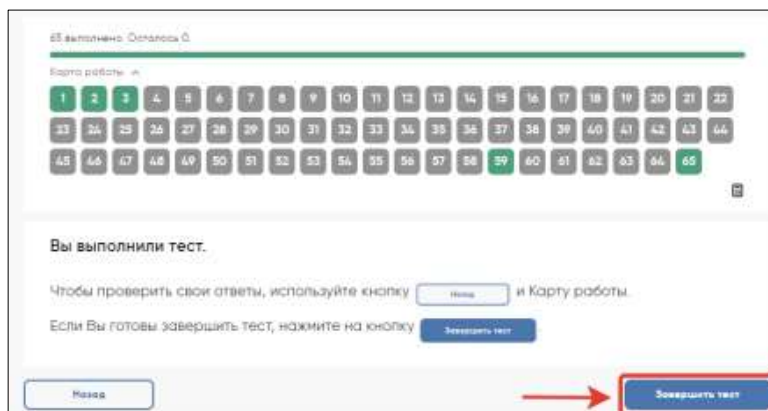 65 выполнено. Осталось 0.
Карта работы
1 2 3 4 5 6 7 8 9 10 11 12 13 14 15 16 17 18 19 20 21 22
23 24 25 26 27 28 29 30 31 32 33 34 35 36 37 38 39 40 41 42 43 44
45 46 47 48 49 50 51 52 53 54 55 56 57 58 59 60 61 62 63 64 65
Вы выполнили тест.
Чтобы проверить свои ответы, используйте кнопку Назад и Карту работы.
Если Вы готовы завершить тест, нажмите на кнопку Завершить тест
Назад Завершить тест